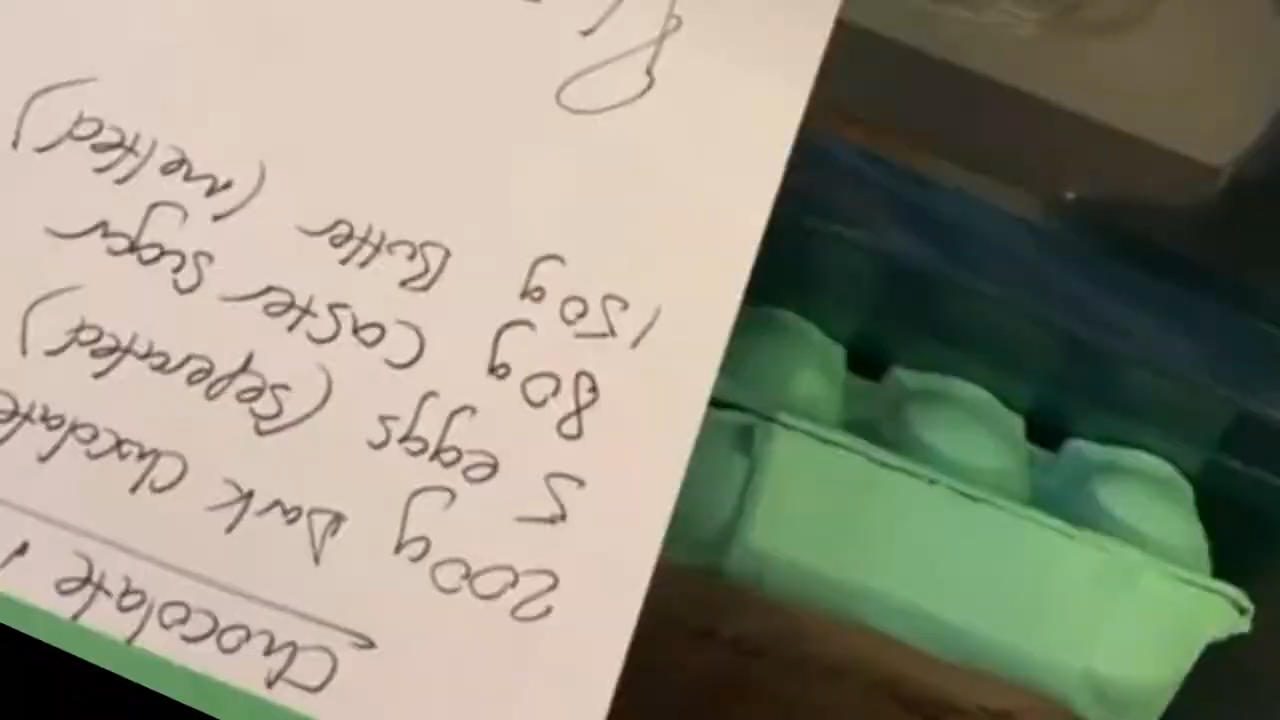 Chocolate
200g Dark Chocolate
5 eggs (seperated)
80g caster sugar
150g Butter (melted)